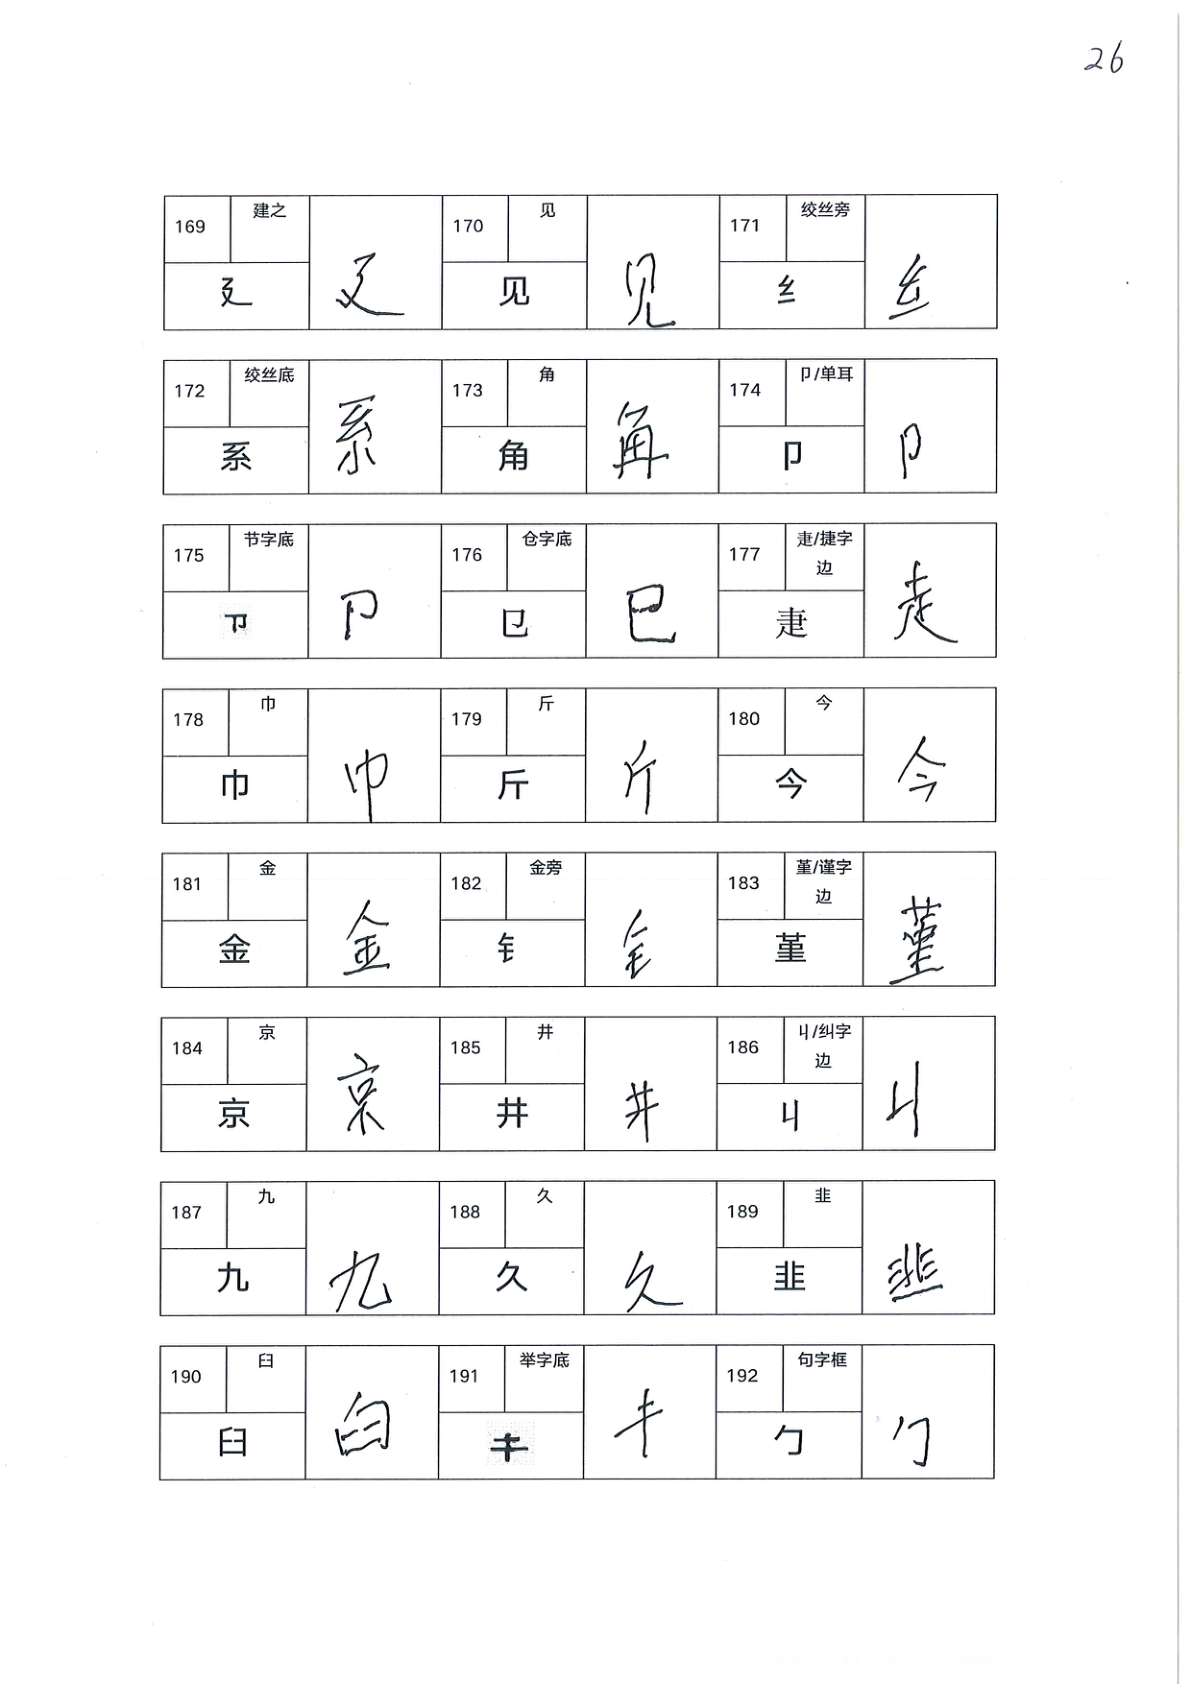 26
169 建之 廴 廴 170 见 见 见 171 绞丝旁 纟 纟
172 绞丝底 系 系 173 角 角 角 174 卩/单耳 卩 卩
175 节字底 卩 卩 176 仓字底 㔾 㔾 177 疌/捷字边 疌 疌
178 巾 巾 巾 179 斤 斤 斤 180 今 今 今
181 金 金 金 182 金旁 钅 钅 183 堇/谨字边 堇 堇
184 京 京 京 185 井 井 井 186 丩/纠字边 丩 丩
187 九 九 九 188 久 久 久 189 韭 韭 韭
190 臼 臼 臼 191 举字底 キ キ 192 句字框 勹 勹